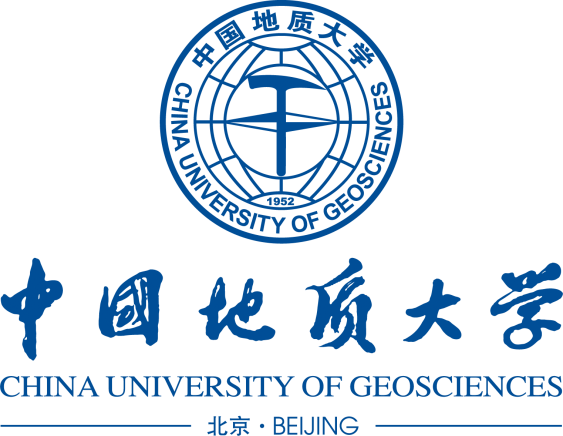 中国地质大学
CHINA UNIVERSITY OF GEOSCIENCES
1952
中國地质大学
CHINA UNIVERSITY OF GEOSCIENCES
北京·BEIJING